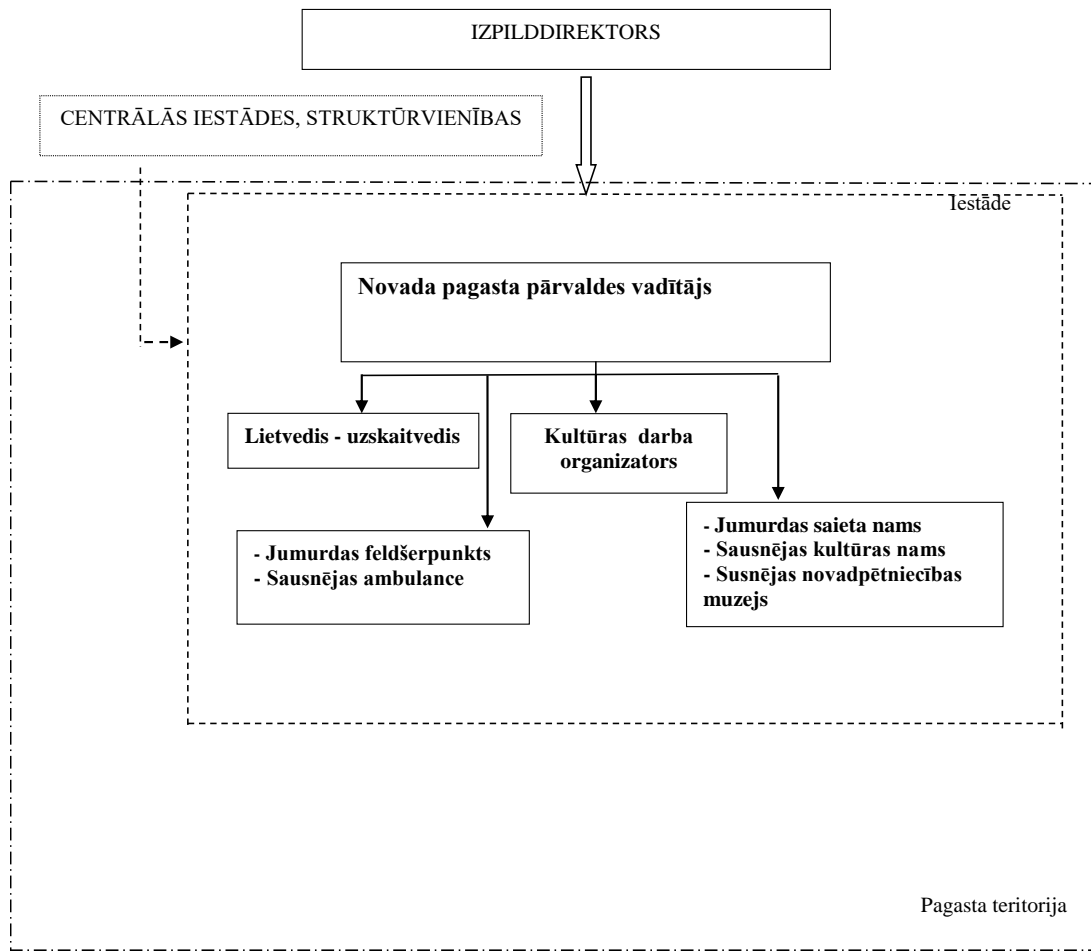 IZPILDDIREKTORS
CENTRĀLĀS IESTĀDES, STRUKTŪRVIENĪBAS
Iestāde
Novada pagasta pārvaldes vadītājs
Lietvedis - uzskaitvedis
Kultūras darba
organizators
- Jumurdas feldšerpunkts
- Sausnējas ambulance
- Jumurdas saieta nams
- Sausnējas kultūras nams
- Susnējas novadpētniecības
muzejs
Pagasta teritorija